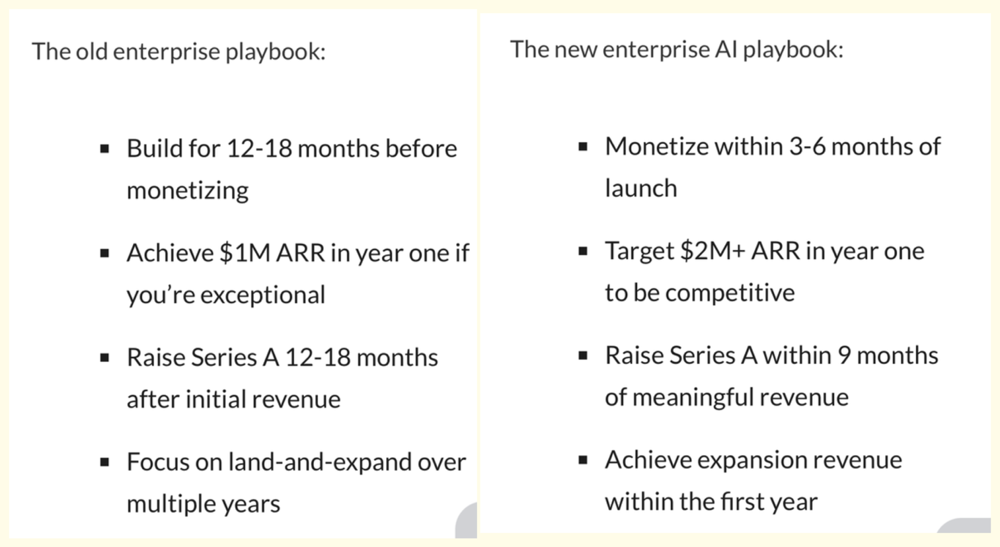 The old enterprise playbook:
■ Build for 12-18 months before
monetizing
■ Achieve $1M ARR in year one if
you’re exceptional
■ Raise Series A 12-18 months
after initial revenue
■ Focus on land-and-expand over
multiple years
The new enterprise AI playbook:
■ Monetize within 3-6 months of
launch
■ Target $2M+ ARR in year one
to be competitive
■ Raise Series A within 9 months
of meaningful revenue
■ Achieve expansion revenue
within the first year